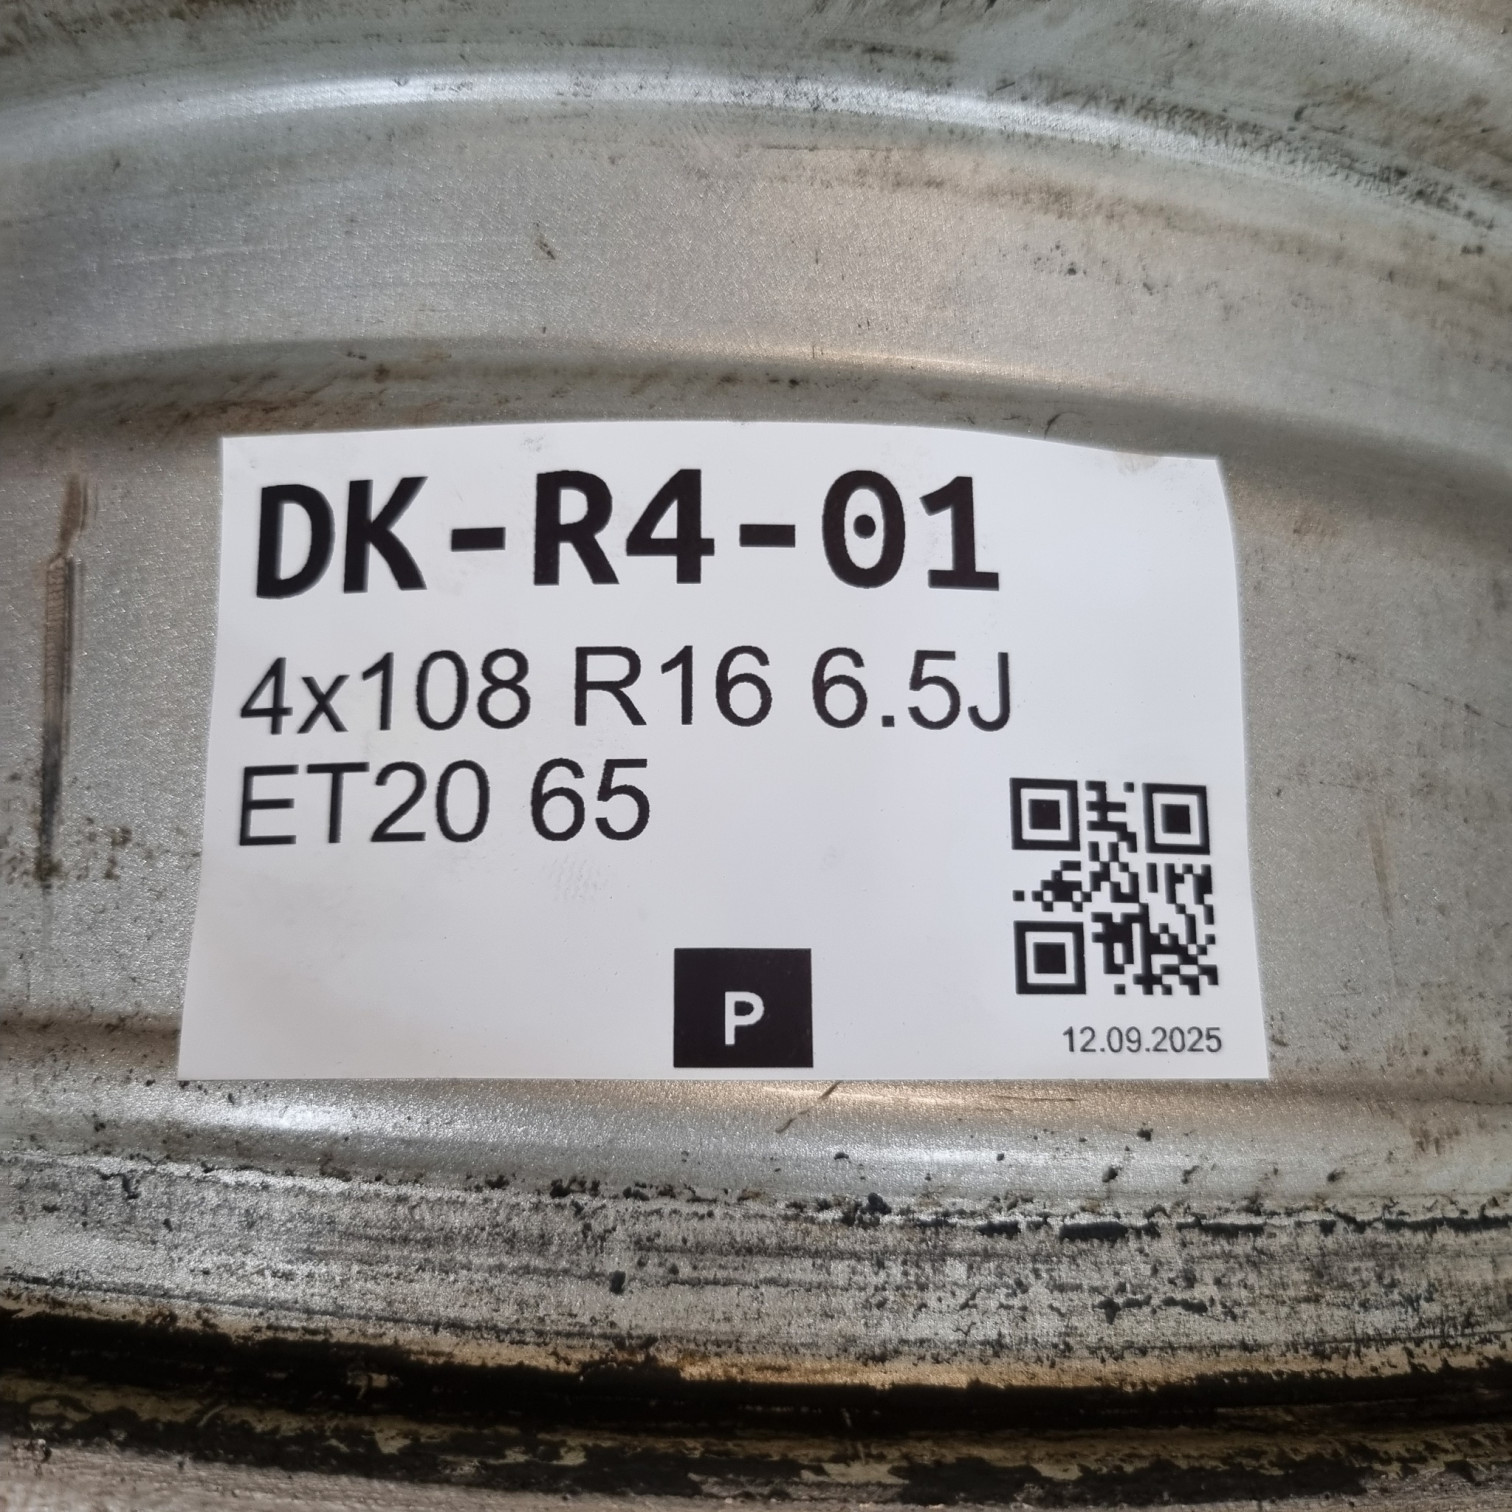 DK-R4-01
4x108 R16 6.5J
ET20 65
P
12.09.2025